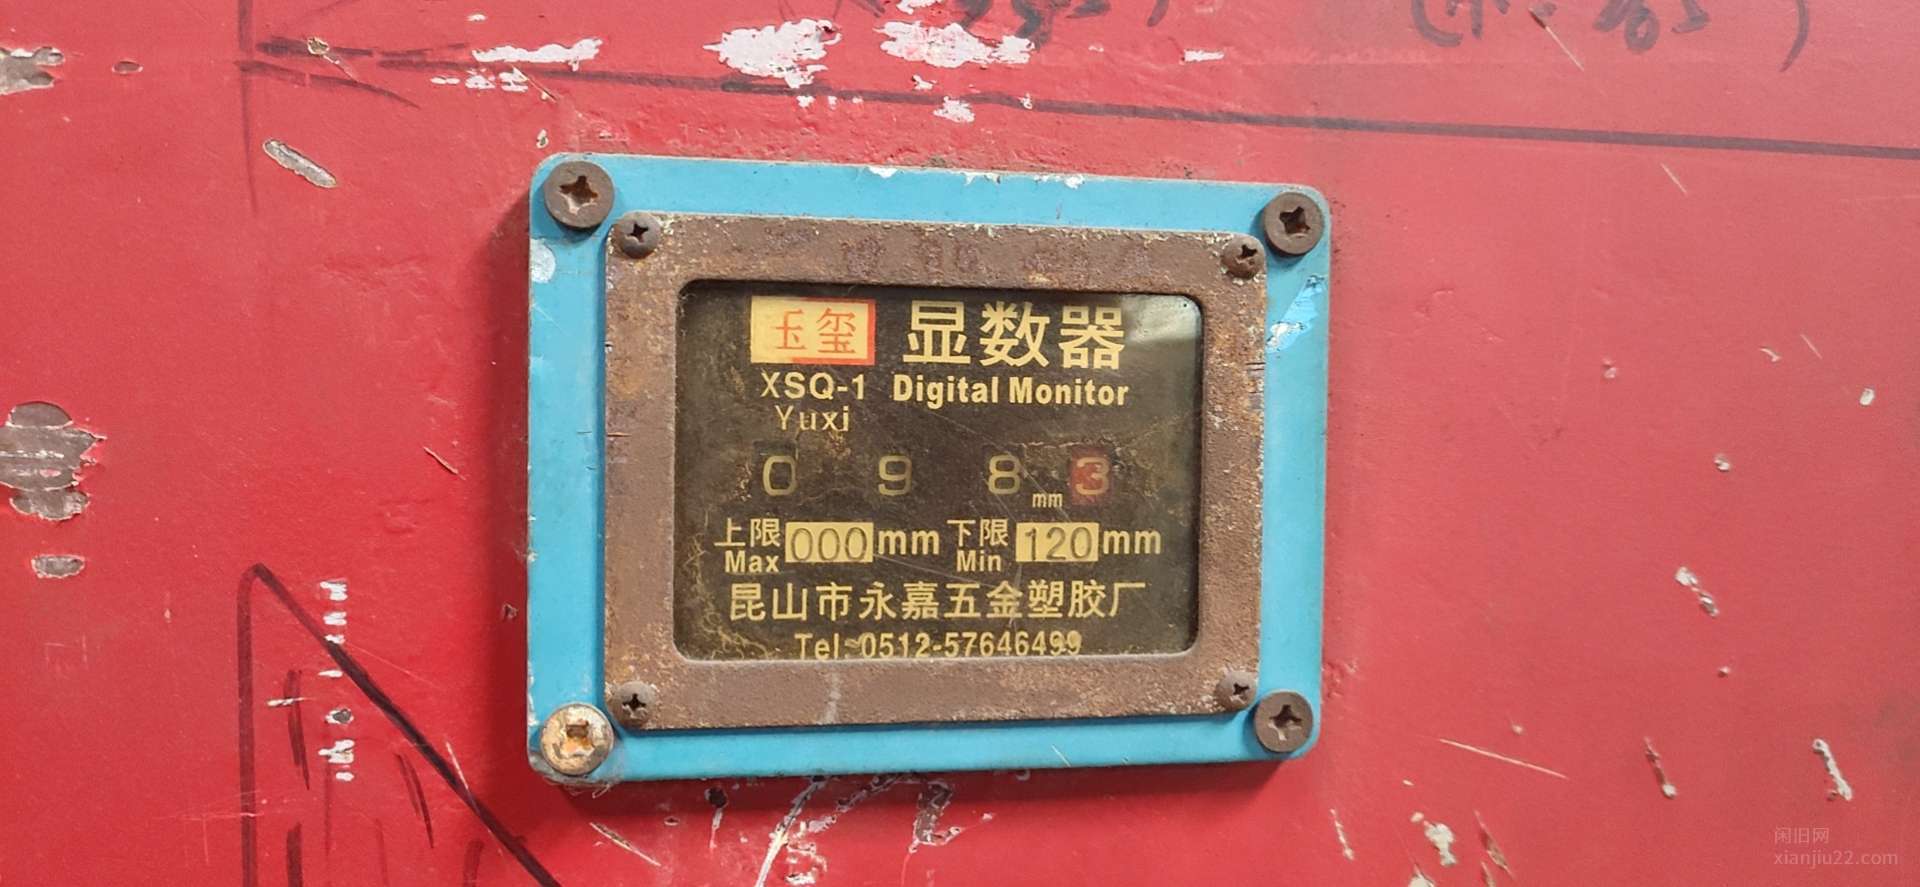 玉玺 显数器
XSQ-1 Digital Monitor
Yuxi
0 9 8 mm 3
上限 Max 000 mm 下限 Min 120 mm
昆山市永嘉五金塑胶厂
Tel: 0512-57646499
闲旧网
xianjiu22.com